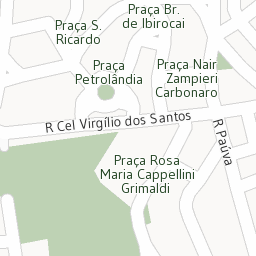 Praça S.
Ricardo
Praça Br.
de Ibirocai
Praça
Petrolândia
Praça Nair
Zampieri
Carbonaro
R Cel Virgílio dos Santos
R Paúva
Praça Rosa
Maria Cappellini
Grimaldi